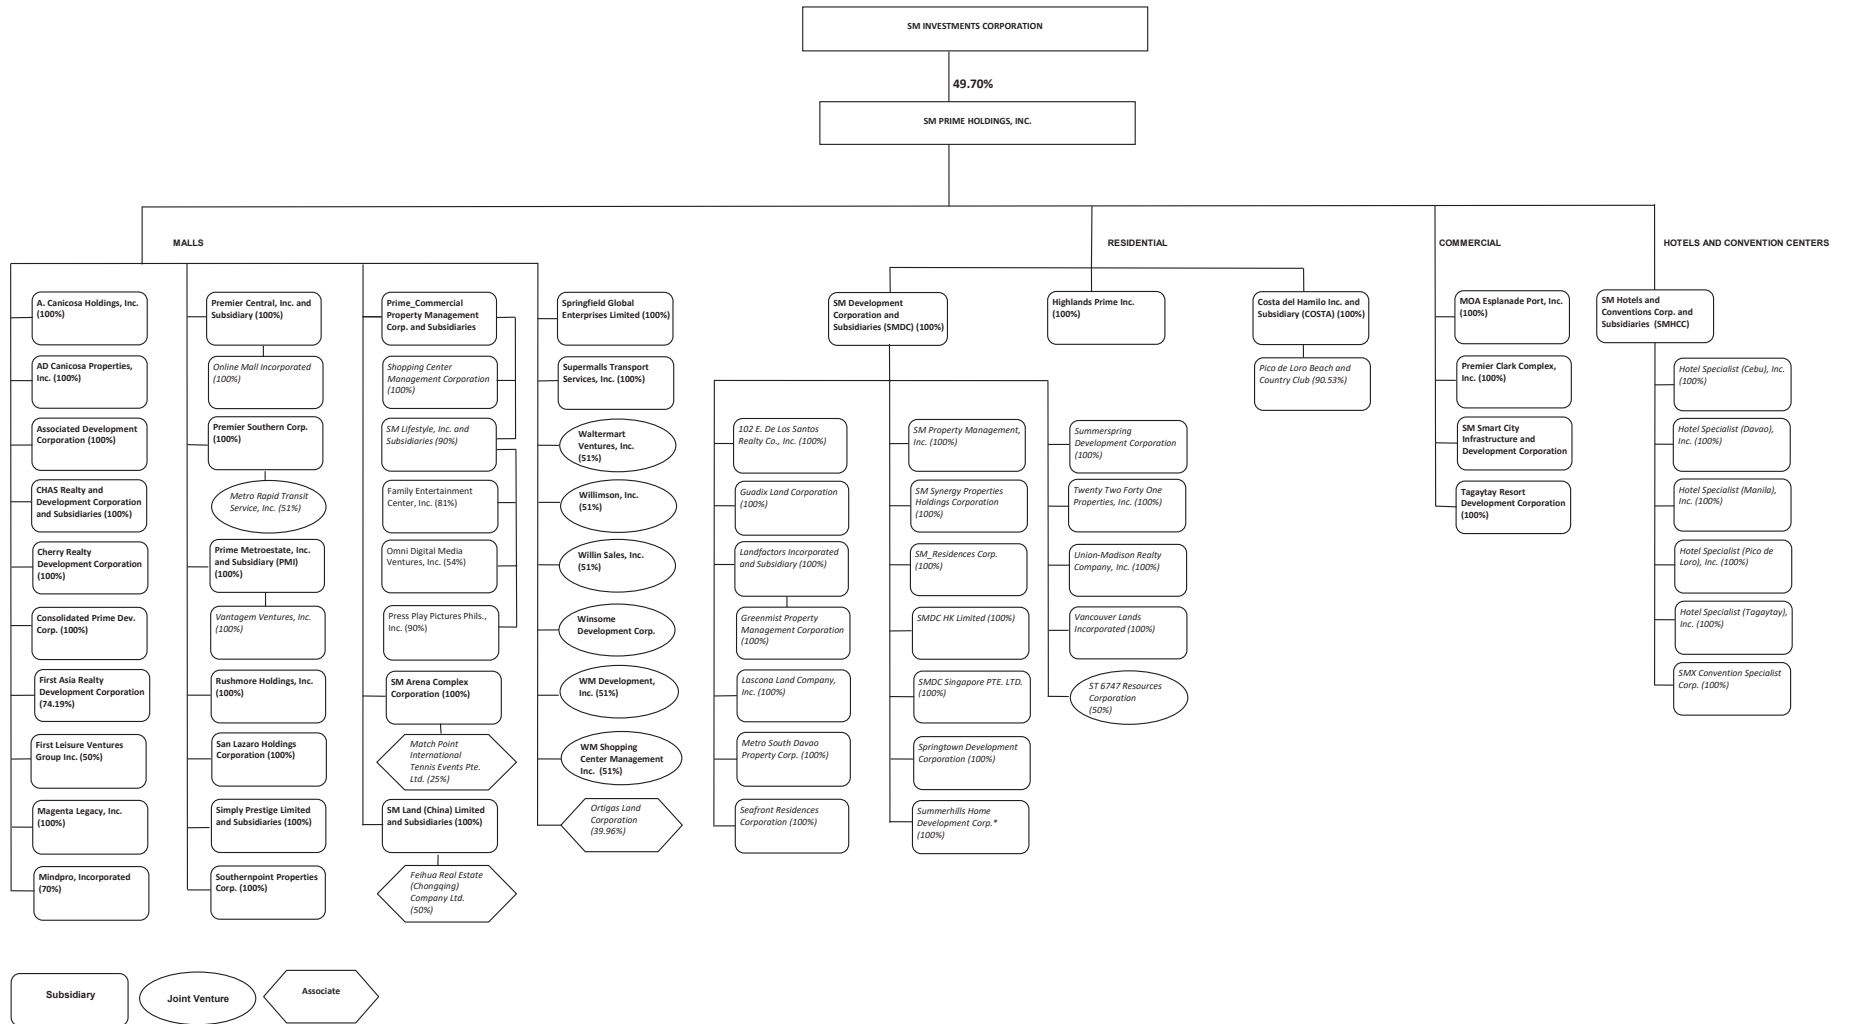 SM INVESTMENTS CORPORATION
49.70%
SM PRIME HOLDINGS, INC.
MALLS
A. Canicosa Holdings, Inc.
(100%)
AD Canicosa Properties,
Inc. (100%)
Associated Development
Corporation (100%)
CHAS Realty and
Development Corporation
and Subsidiaries (100%)
Cherry Realty
Development Corporation
(100%)
Consolidated Prime Dev.
Corp. (100%)
First Asia Realty
Development Corporation
(74.19%)
First Leisure Ventures
Group Inc. (50%)
Magenta Legacy, Inc.
(100%)
Mindpro, Incorporated
(70%)
Premier Central, Inc. and
Subsidiary (100%)
Online Mall Incorporated
(100%)
Premier Southern Corp.
(100%)
Metro Rapid Transit
Service, Inc. (51%)
Prime Metroestate, Inc.
and Subsidiary (PMI)
(100%)
Vantagem Ventures, Inc.
(100%)
Rushmore Holdings, Inc.
(100%)
San Lazaro Holdings
Corporation (100%)
Simply Prestige Limited
and Subsidiaries (100%)
Southernpoint Properties
Corp. (100%)
Prime_Commercial
Property Management
Corp. and Subsidiaries
Shopping Center
Management Corporation
(100%)
SM Lifestyle, Inc. and
Subsidiaries (90%)
Family Entertainment
Center, Inc. (81%)
Omni Digital Media
Ventures, Inc. (54%)
Press Play Pictures Phils.,
Inc. (90%)
SM Arena Complex
Corporation (100%)
Match Point
International
Tennis Events Pte.
Ltd. (25%)
SM Land (China) Limited
and Subsidiaries (100%)
Feihua Real Estate
(Chongqing)
Company Ltd.
(50%)
Springfield Global
Enterprises Limited (100%)
Supermalls Transport
Services, Inc. (100%)
Waltermart
Ventures, Inc.
(51%)
Willimson, Inc.
(51%)
Willin Sales, Inc.
(51%)
Winsome
Development Corp.
WM Development,
Inc. (51%)
WM Shopping
Center Management
Inc. (51%)
Ortigas Land
Corporation
(39.96%)
RESIDENTIAL
SM Development
Corporation and
Subsidiaries (SMDC) (100%)
102 E. De Los Santos
Realty Co., Inc. (100%)
Guadix Land Corporation
(100%)
Landfactors Incorporated
and Subsidiary (100%)
Greenmist Property
Management Corporation
(100%)
Lascona Land Company,
Inc. (100%)
Metro South Davao
Property Corp. (100%)
Seafront Residences
Corporation (100%)
SM Property Management,
Inc. (100%)
SM Synergy Properties
Holdings Corporation
(100%)
SM_Residences Corp.
(100%)
SMDC HK Limited (100%)
SMDC Singapore PTE. LTD.
(100%)
Springtown Development
Corporation (100%)
Summerhills Home
Development Corp.*
(100%)
Summerspring
Development Corporation
(100%)
Twenty Two Forty One
Properties, Inc. (100%)
Union-Madison Realty
Company, Inc. (100%)
Vancouver Lands
Incorporated (100%)
ST 6747 Resources
Corporation
(50%)
Highlands Prime Inc.
(100%)
Costa del Hamilo Inc. and
Subsidiary (COSTA) (100%)
Pico de Loro Beach and
Country Club (90.53%)
COMMERCIAL
MOA Esplanade Port, Inc.
(100%)
Premier Clark Complex,
Inc. (100%)
SM Smart City
Infrastructure and
Development Corporation
Tagaytay Resort
Development Corporation
(100%)
HOTELS AND CONVENTION CENTERS
SM Hotels and
Conventions Corp. and
Subsidiaries (SMHCC)
Hotel Specialist (Cebu), Inc.
(100%)
Hotel Specialist (Davao),
Inc. (100%)
Hotel Specialist (Manila),
Inc. (100%)
Hotel Specialist (Pico de
Loro), Inc. (100%)
Hotel Specialist (Tagaytay),
Inc. (100%)
SMX Convention Specialist
Corp. (100%)
Subsidiary
Joint Venture
Associate